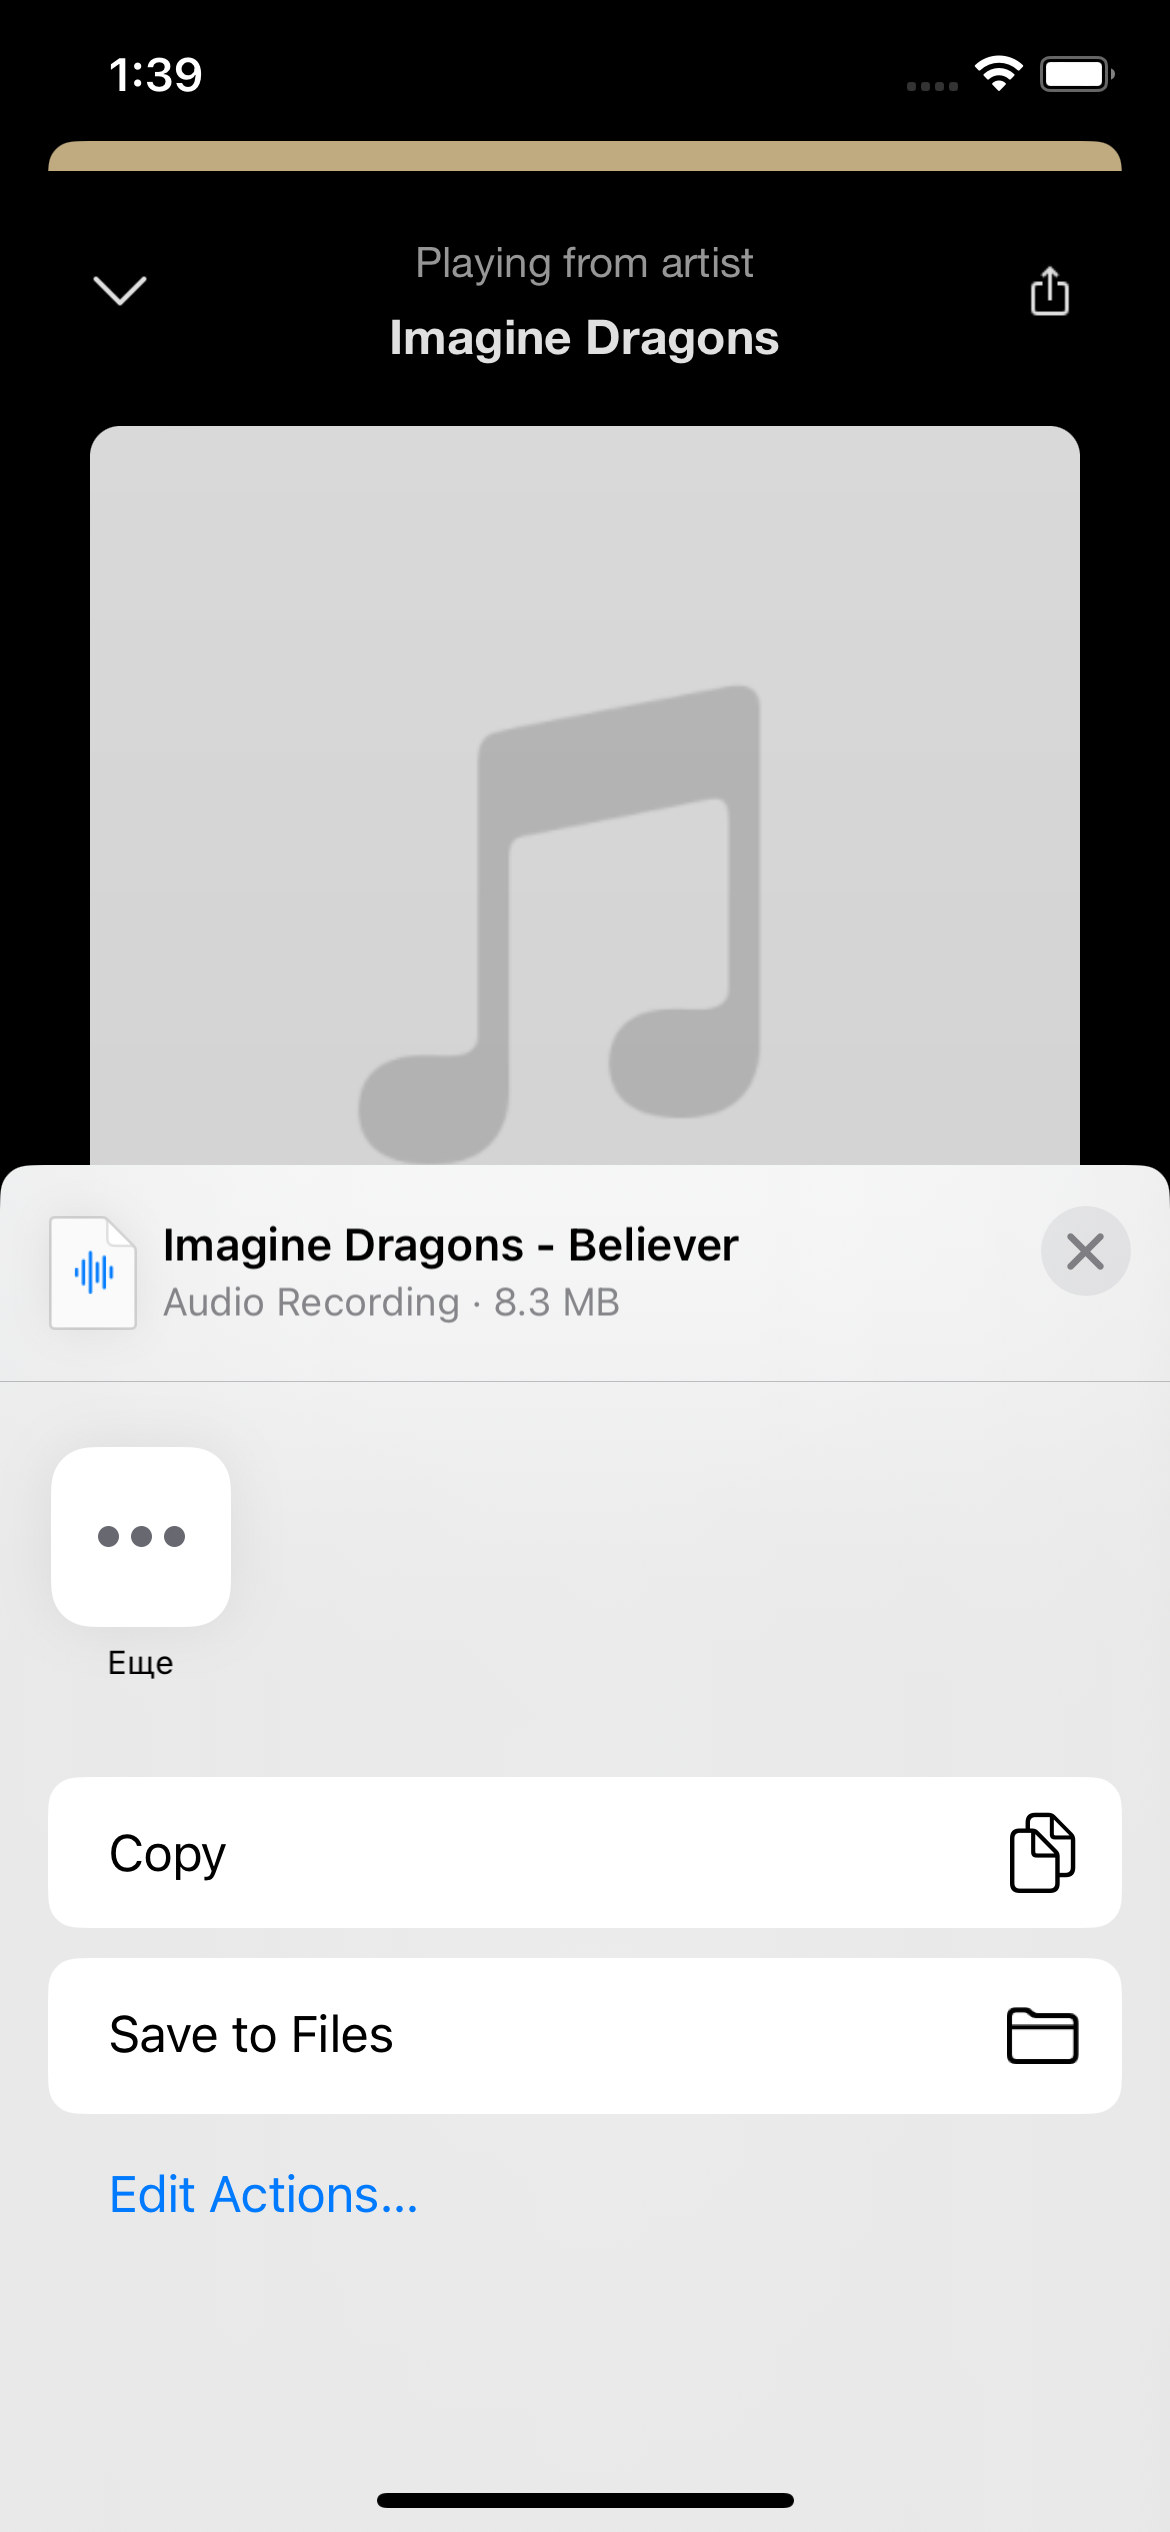 1:39
Playing from artist
Imagine Dragons
Imagine Dragons - Believer
Audio Recording · 8.3 MB
Еще
Copy
Save to Files
Edit Actions...